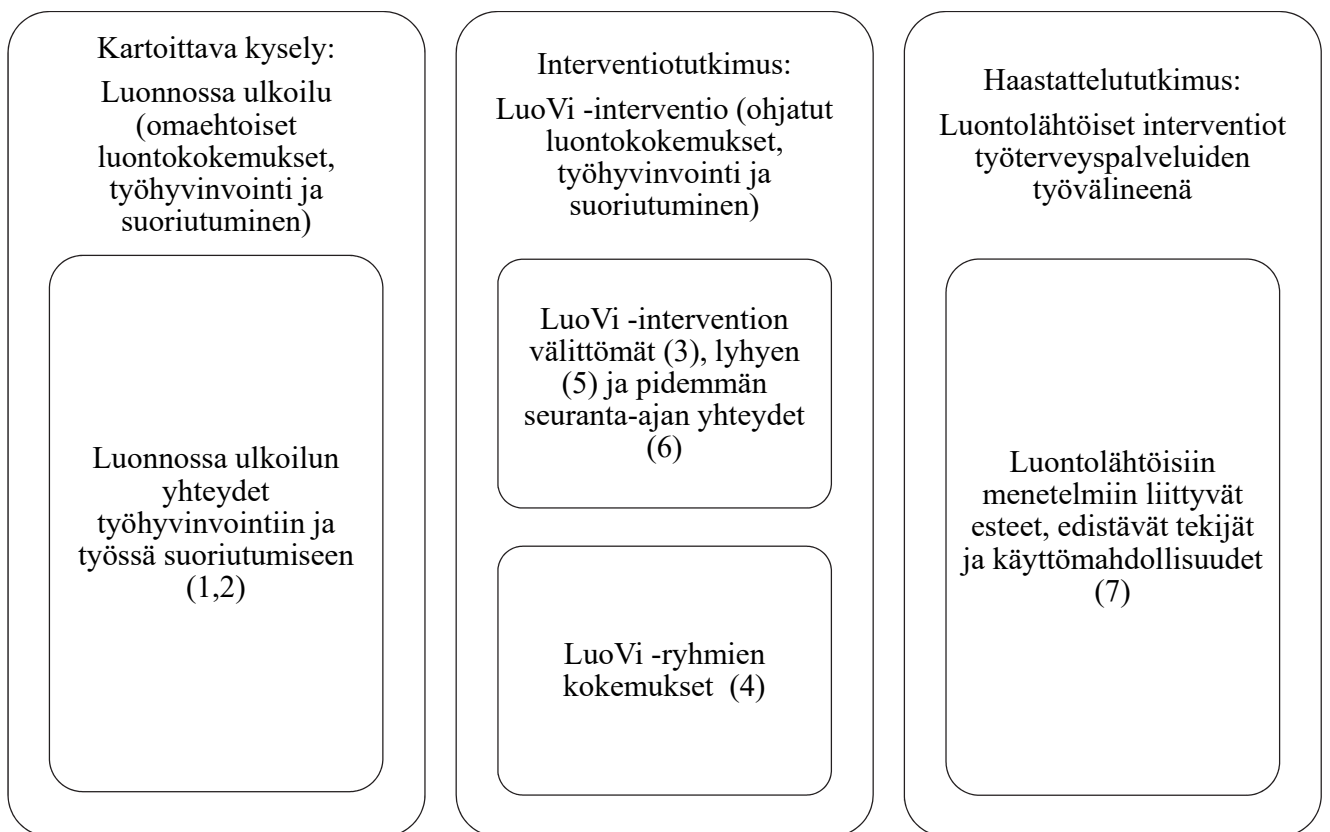 Kartoittava kysely:
Luonnossa ulkoilu
(omaehtoiset
luontokokemukset,
työhyvinvointi ja
suoriutuminen)
Luonnossa ulkoilun
yhteydet
työhyvinvointiin ja
työssä suoriutumiseen
(1,2)
Interventiotutkimus:
LuoVi -interventio (ohjatut
luontokokemukset,
työhyvinvointi ja
suoriutuminen)
LuoVi -intervention
välittömät (3), lyhyen
(5) ja pidemmän
seuranta-ajan yhteydet
(6)
LuoVi -ryhmien
kokemukset (4)
Haastattelututkimus:
Luontolähtöiset interventiot
työterveyspalveluiden
työvälineenä
Luontolähtöisiin
menetelmiin liittyvät
esteet, edistävät tekijät
ja käyttömahdollisuudet
(7)